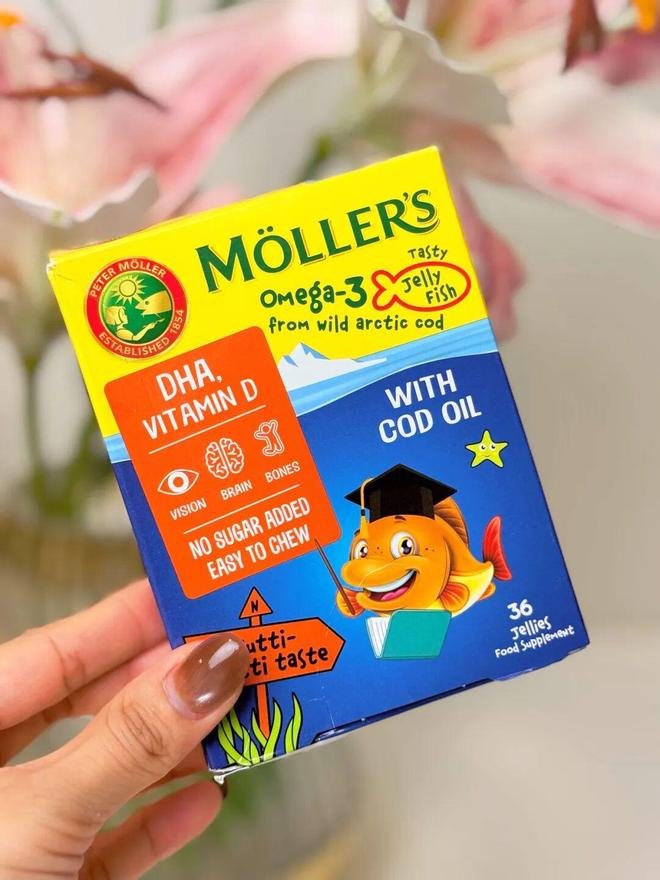 MÖLLER'S
PETER MÖLLER
ESTABLISHED 1854
Omega-3
Tasty
Jelly
Fish
from wild arctic cod
DHA,
VITAMIN D
VISION BRAIN BONES
NO SUGAR ADDED
EASY TO CHEW
WITH
COD OIL
N
taste
36
Jellies
Food Supplement